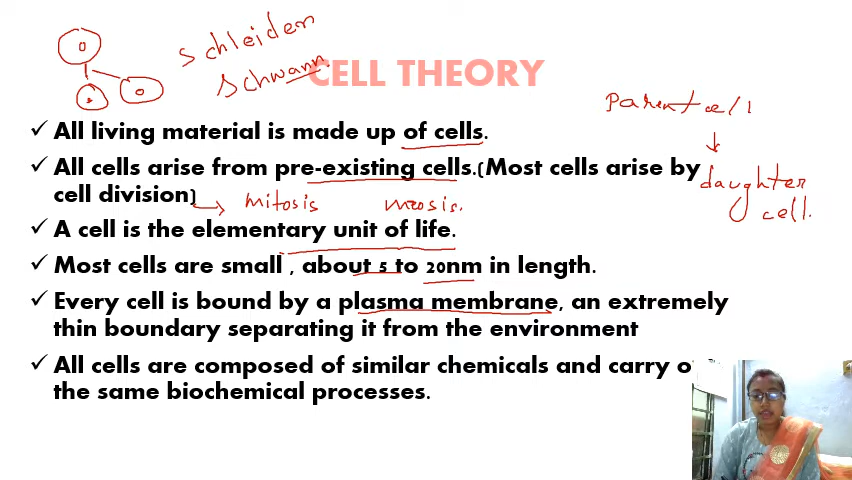 Schleiden
Schwann
CELL THEORY
Parent cell
↓
daughter
cell.
✓ All living material is made up of cells.
✓ All cells arise from pre-existing cells.(Most cells arise by
cell division)
→ mitosis meosis.
✓ A cell is the elementary unit of life.
✓ Most cells are small , about 5 to 20nm in length.
✓ Every cell is bound by a plasma membrane, an extremely
thin boundary separating it from the environment
✓ All cells are composed of similar chemicals and carry o
the same biochemical processes.